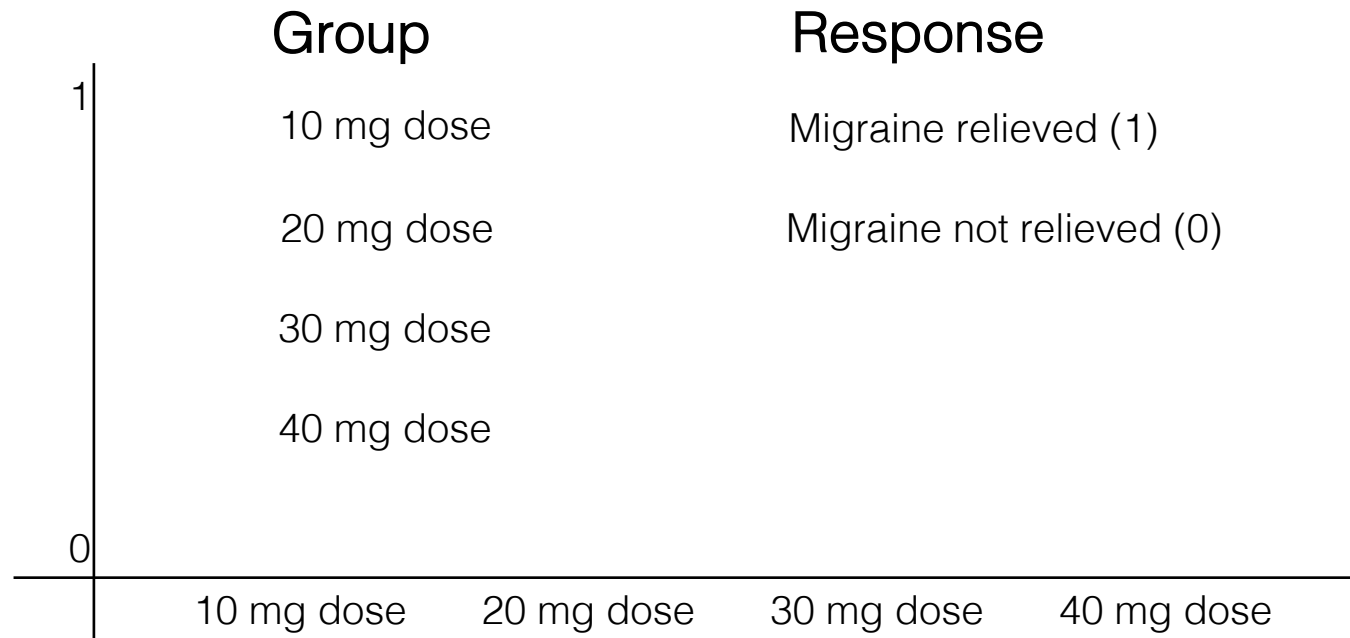 Group Response
1
10 mg dose Migraine relieved (1)
20 mg dose Migraine not relieved (0)
30 mg dose
40 mg dose
0
10 mg dose 20 mg dose 30 mg dose 40 mg dose